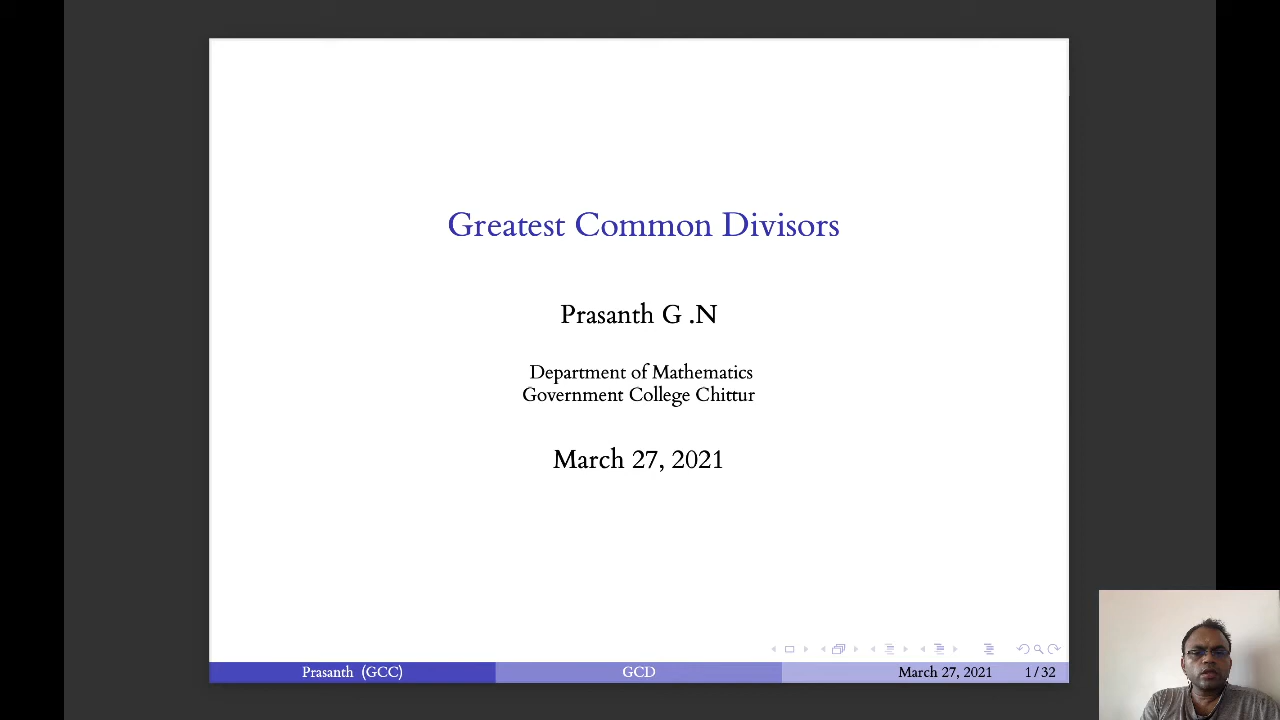 Greatest Common Divisors
Prasanth G .N
Department of Mathematics
Government College Chittur
March 27, 2021
Prasanth (GCC) GCD March 27, 2021 1 / 32